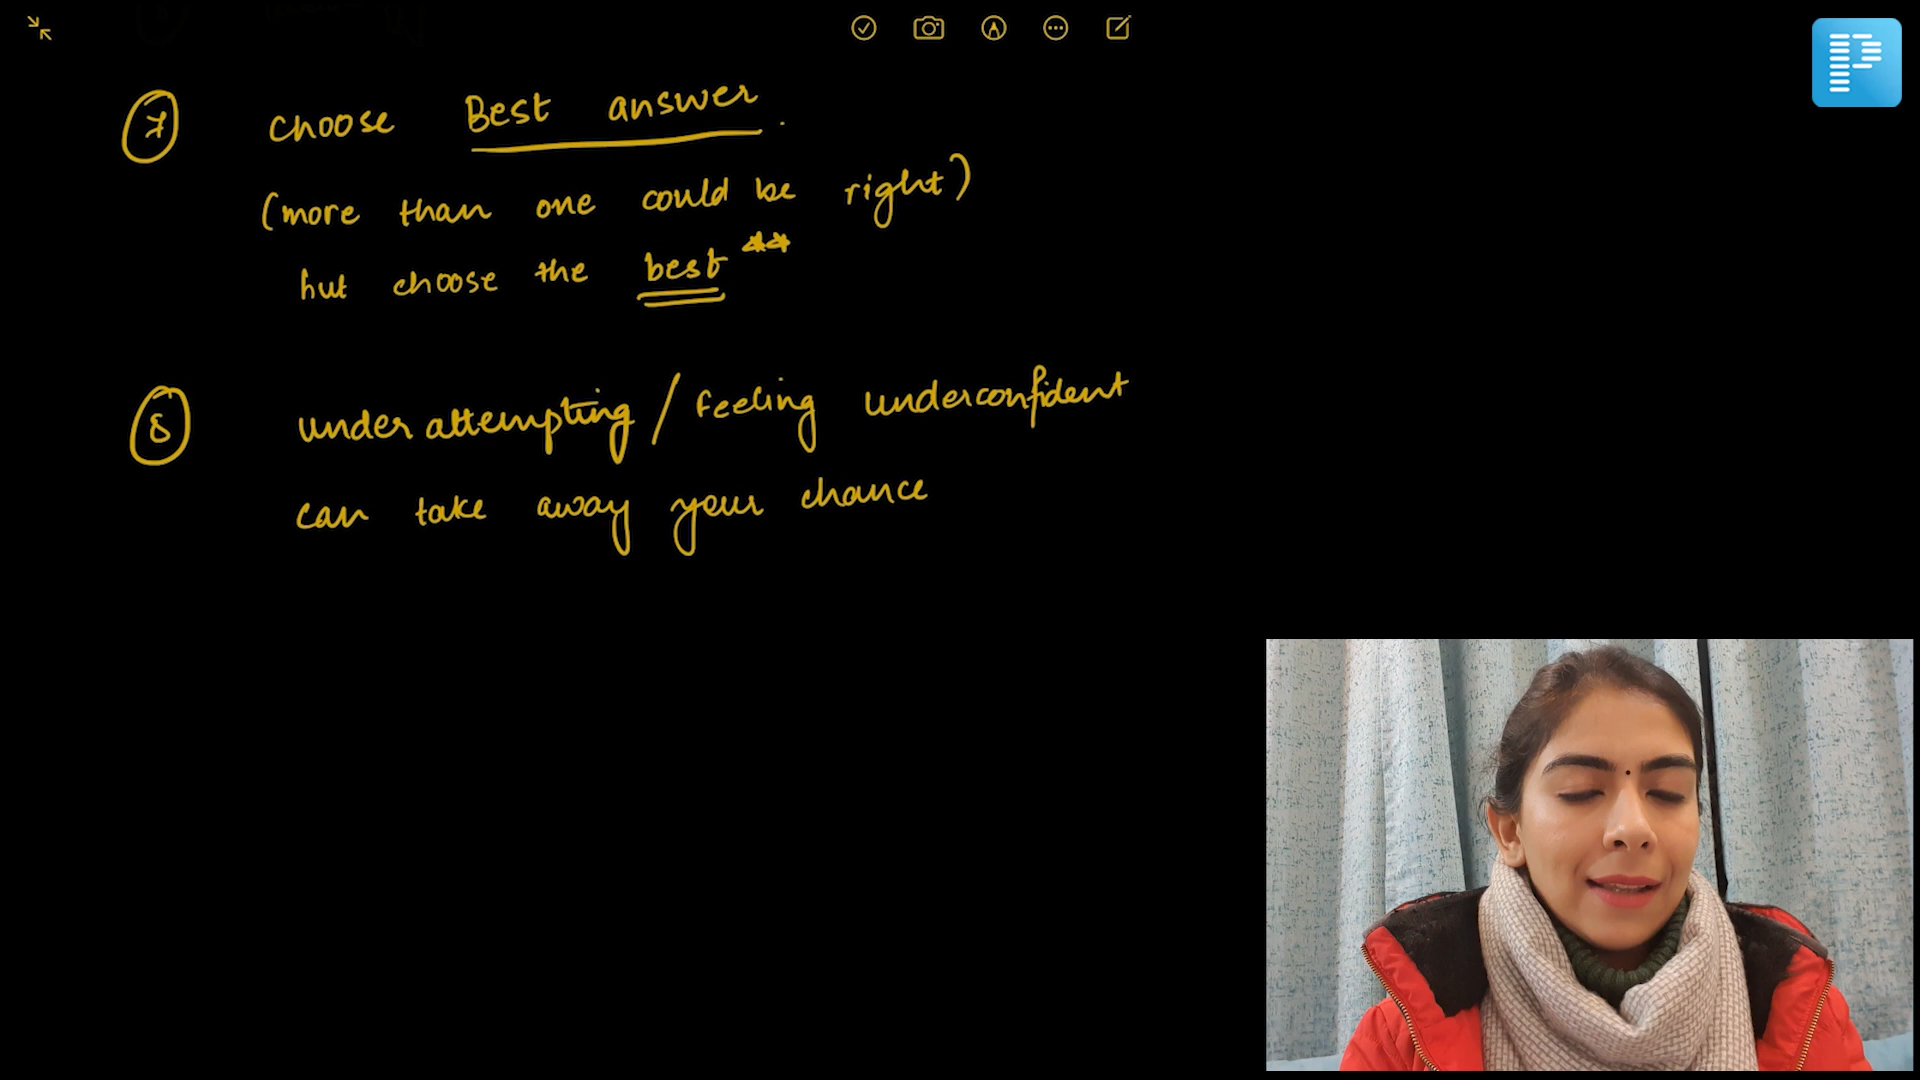 7 choose Best answer.
(more than one could be right)
but choose the best **
8 under attempting / feeling underconfident
can take away your chance